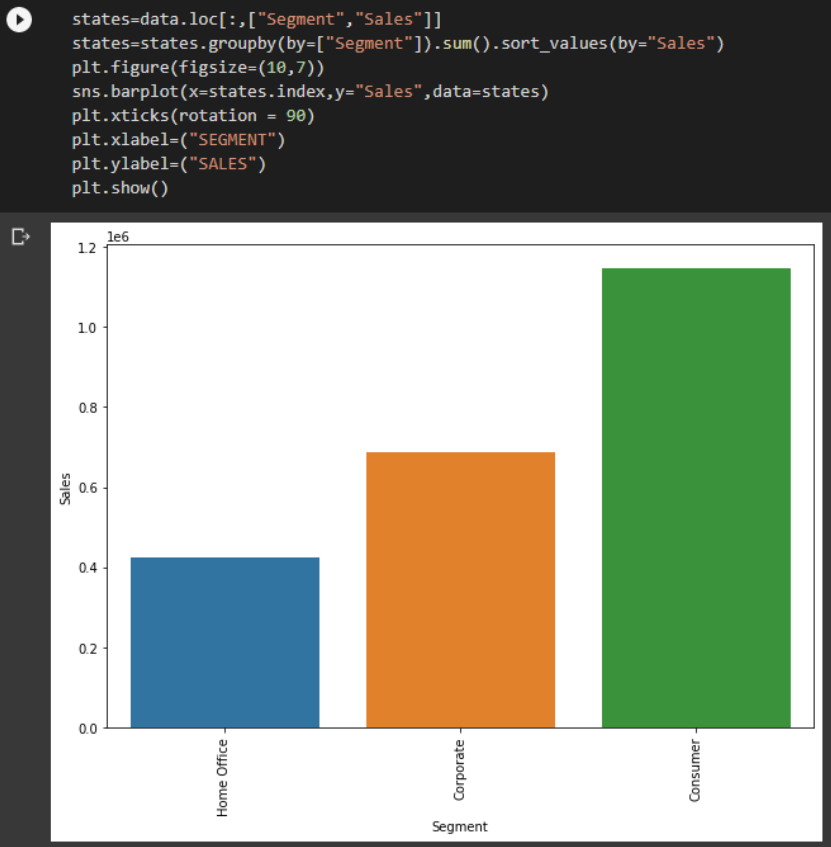 states=data.loc[:,["Segment","Sales"]]
states=states.groupby(by=["Segment"]).sum().sort_values(by="Sales")
plt.figure(figsize=(10,7))
sns.barplot(x=states.index,y="Sales",data=states)
plt.xticks(rotation = 90)
plt.xlabel=("SEGMENT")
plt.ylabel=("SALES")
plt.show()
1e6
1.2
1.0
0.8
0.6
0.4
0.2
0.0
Sales
Home Office
Corporate
Consumer
Segment